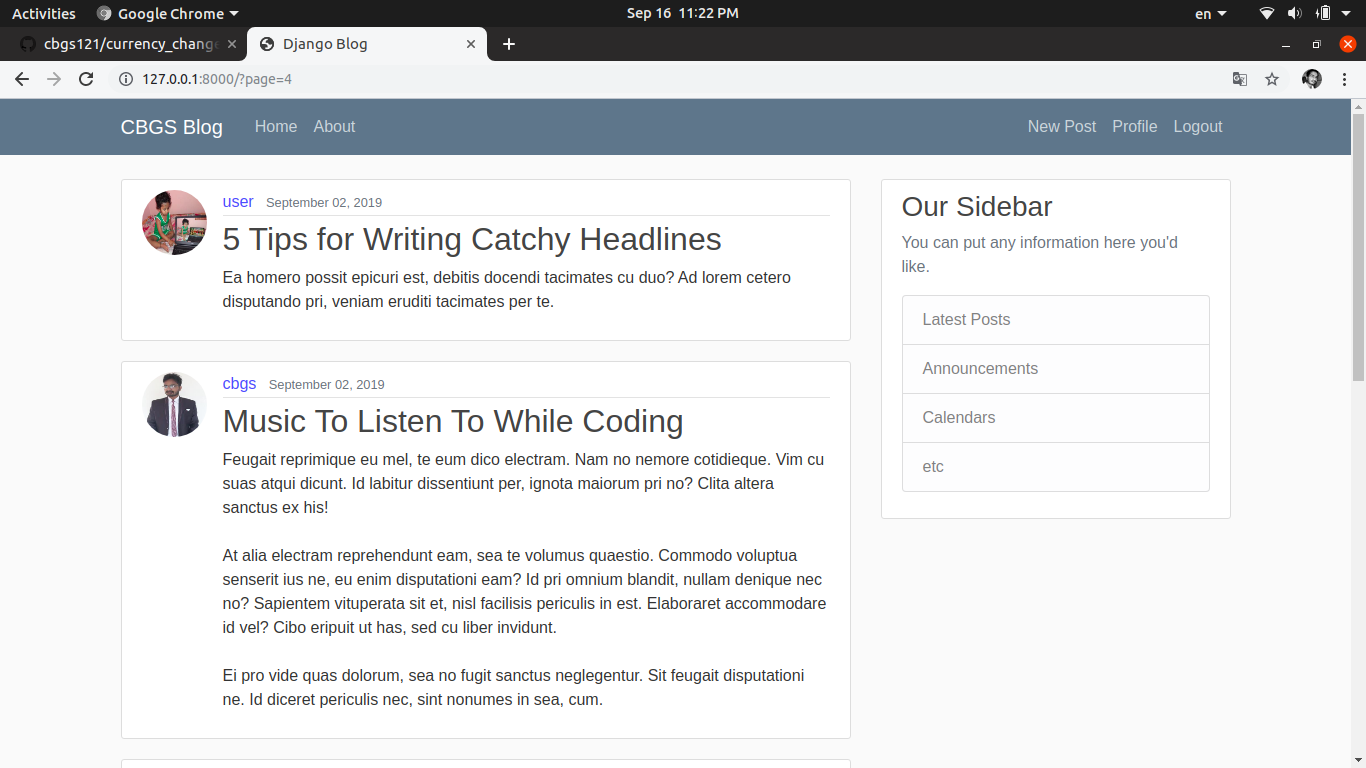 Activities Google Chrome Sep 16 11:22 PM en
cbgs121/currency_change Django Blog
127.0.0.1:8000/?page=4
CBGS Blog Home About New Post Profile Logout
user September 02, 2019
5 Tips for Writing Catchy Headlines
Ea homero possit epicuri est, debitis docendi tacimates cu duo? Ad lorem cetero
disputando pri, veniam eruditi tacimates per te.
cbgs September 02, 2019
Music To Listen To While Coding
Feugait reprimique eu mel, te eum dico electram. Nam no nemore cotidieque. Vim cu
suas atqui dicunt. Id labitur dissentiunt per, ignota maiorum pri no? Clita altera
sanctus ex his!
At alia electram reprehendunt eam, sea te volumus quaestio. Commodo voluptua
senserit ius ne, eu enim disputationi eam? Id pri omnium blandit, nullam denique nec
no? Sapientem vituperata sit et, nisl facilisis periculis in est. Elaboraret accommodare
id vel? Cibo eripuit ut has, sed cu liber invidunt.
Ei pro vide quas dolorum, sea no fugit sanctus neglegentur. Sit feugait disputationi
ne. Id diceret periculis nec, sint nonumes in sea, cum.
Our Sidebar
You can put any information here you'd
like.
Latest Posts
Announcements
Calendars
etc